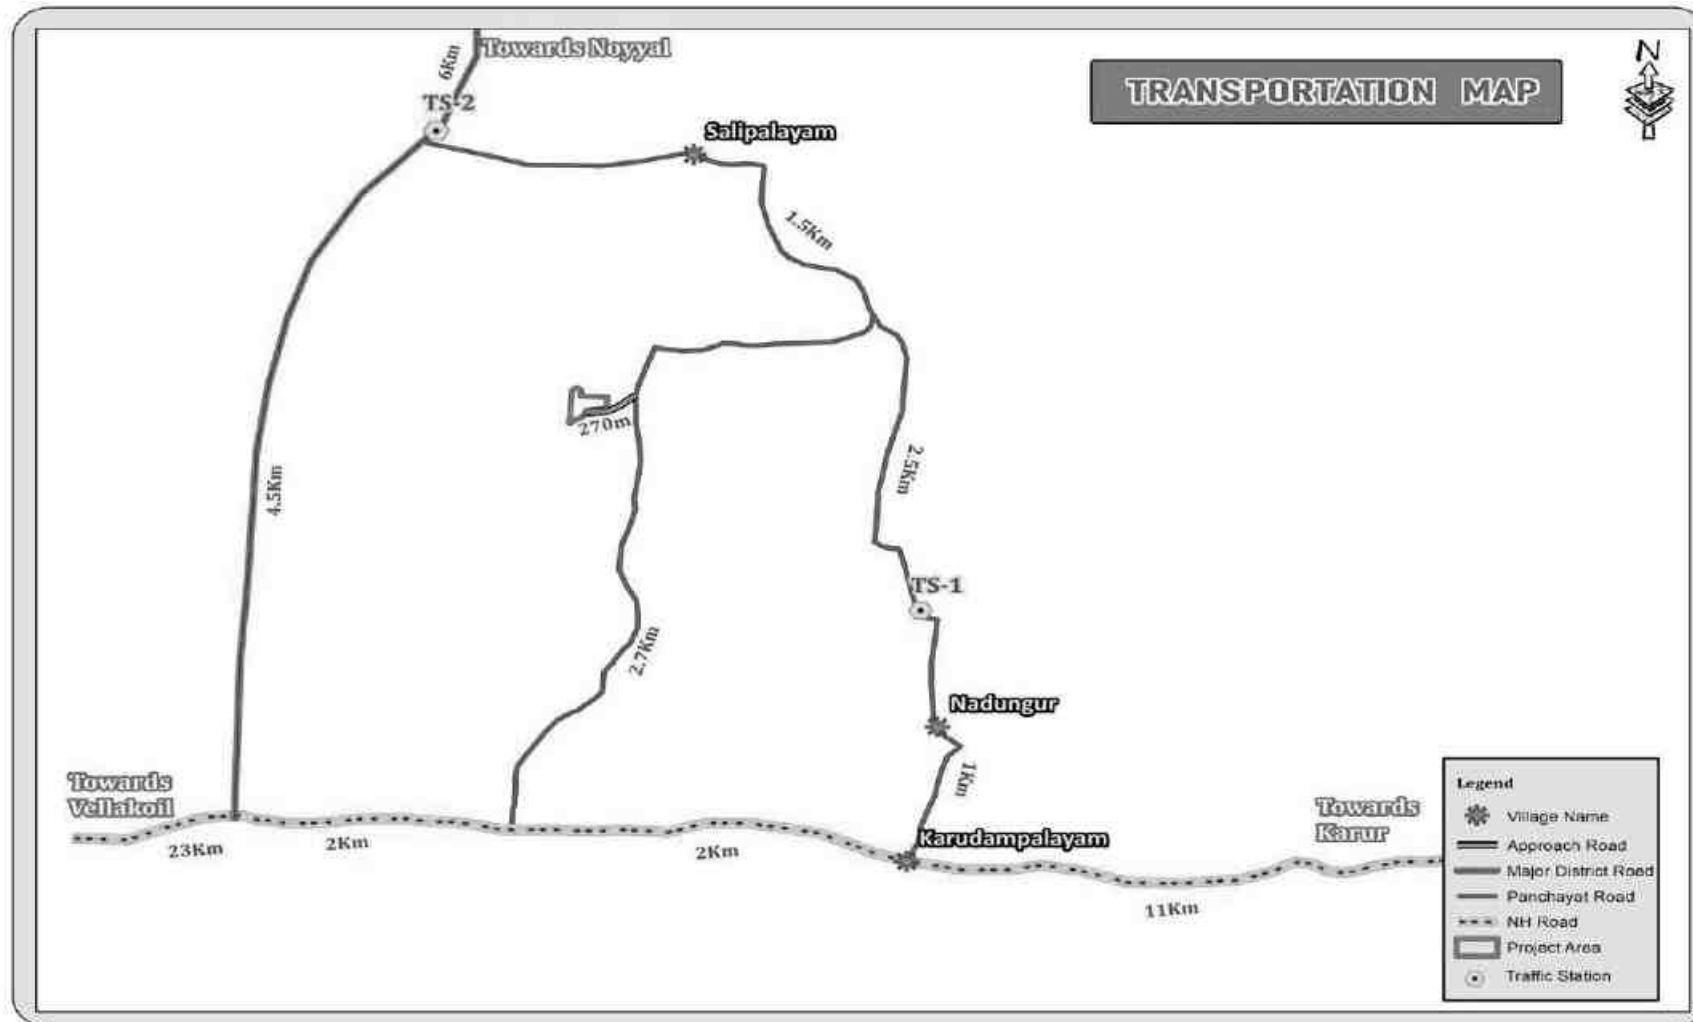 Towards Noyyal
6Km
TRANSPORTATION MAP
N
TS-2
Salipalayam
1.5Km
270m
2.5Km
4.5Km
TS-1
2.7Km
Nadungur
1Km
Towards
Vellakoil
23Km
2Km
2Km
Karudampalayam
Towards
Karur
11Km
Legend
Village Name
Approach Road
Major District Road
Panchayat Road
NH Road
Project Area
Traffic Station